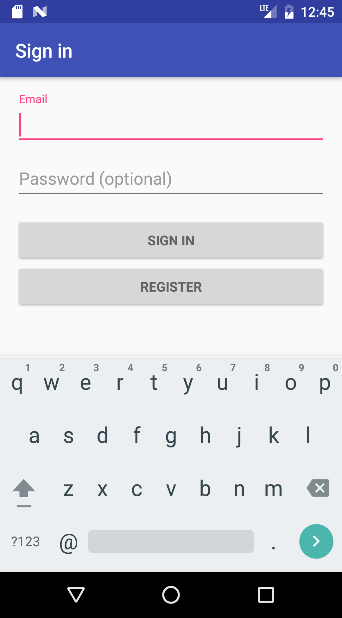 LTE 12:45
Sign in
Email
Password (optional)
SIGN IN
REGISTER
1 2 3 4 5 6 7 8 9 0
q w e r t y u i o p
a s d f g h j k l
z x c v b n m
?123 @ .